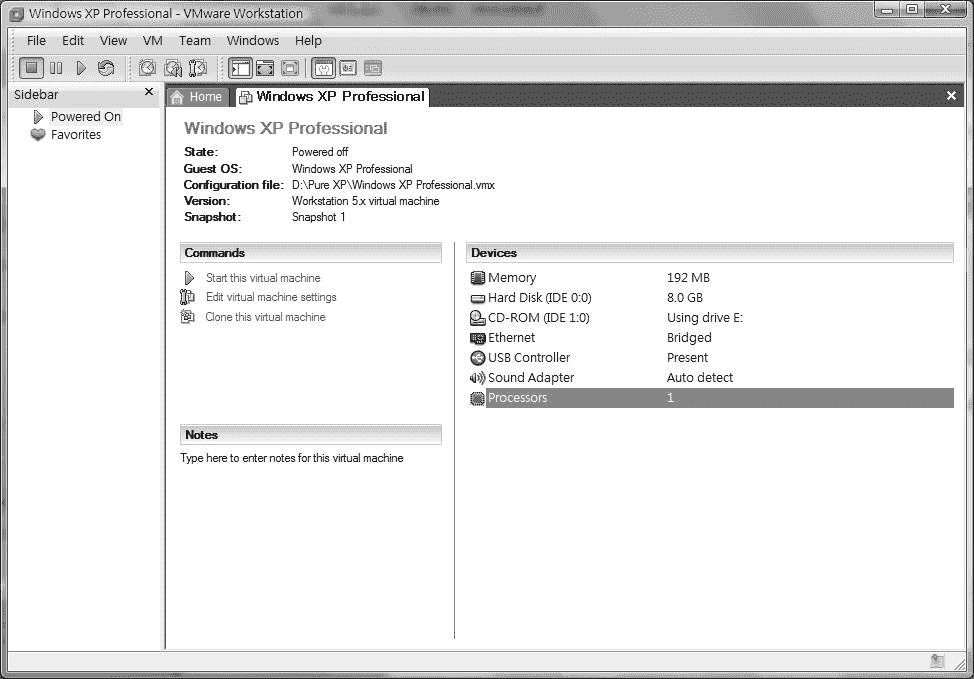 Windows XP Professional - VMware Workstation
File Edit View VM Team Windows Help
Sidebar
Powered On
Favorites
Home Windows XP Professional
Windows XP Professional
State: Powered off
Guest OS: Windows XP Professional
Configuration file: D:\Pure XP\Windows XP Professional.vmx
Version: Workstation 5.x virtual machine
Snapshot: Snapshot 1
Commands
Start this virtual machine
Edit virtual machine settings
Clone this virtual machine
Notes
Type here to enter notes for this virtual machine
Devices
Memory 192 MB
Hard Disk (IDE 0:0) 8.0 GB
CD-ROM (IDE 1:0) Using drive E:
Ethernet Bridged
USB Controller Present
Sound Adapter Auto detect
Processors 1